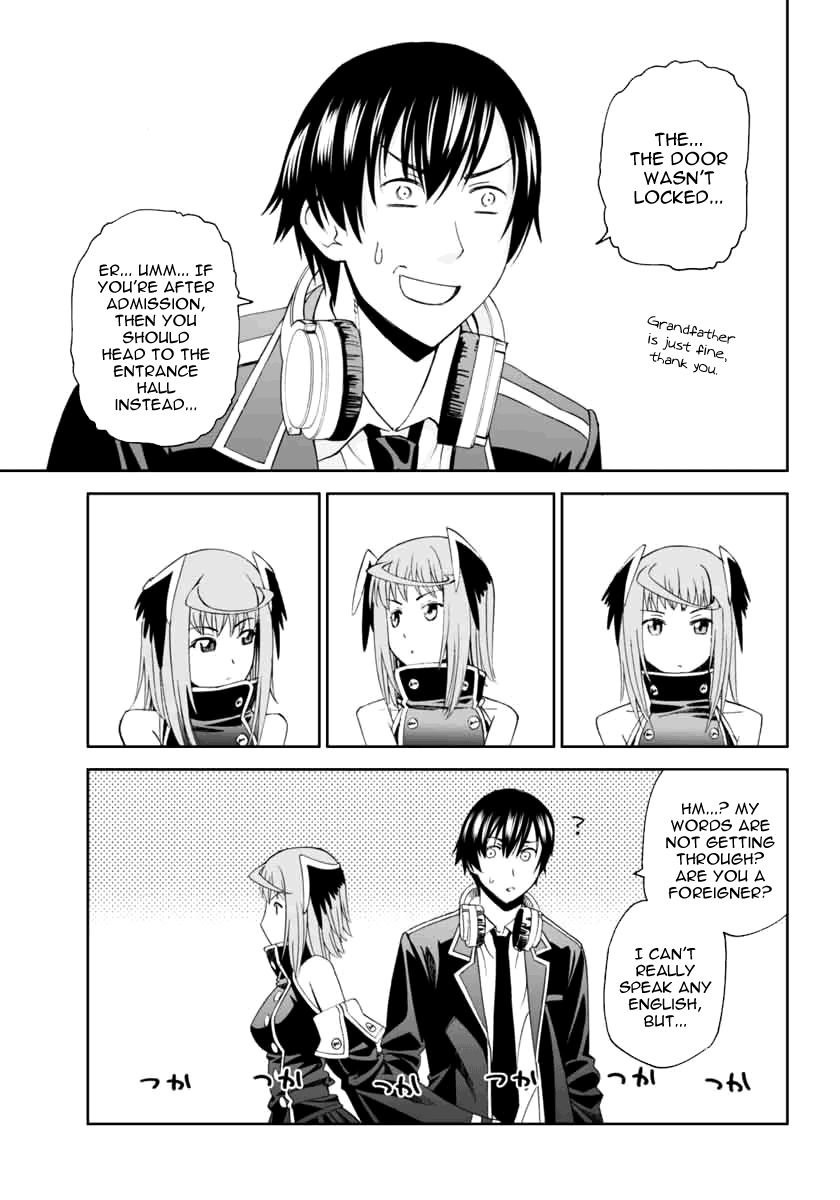 THE...
THE DOOR
WASN'T
LOCKED...
Grandfather
is just fine,
thank you.
ER... UMM... IF
YOU'RE AFTER
ADMISSION,
THEN YOU
SHOULD
HEAD TO THE
ENTRANCE
HALL
INSTEAD...
HM...? MY
WORDS ARE
NOT GETTING
THROUGH?
ARE YOU A
FOREIGNER?
?
I CAN'T
REALLY
SPEAK ANY
ENGLISH,
BUT...
つか つか つか つか つか つか